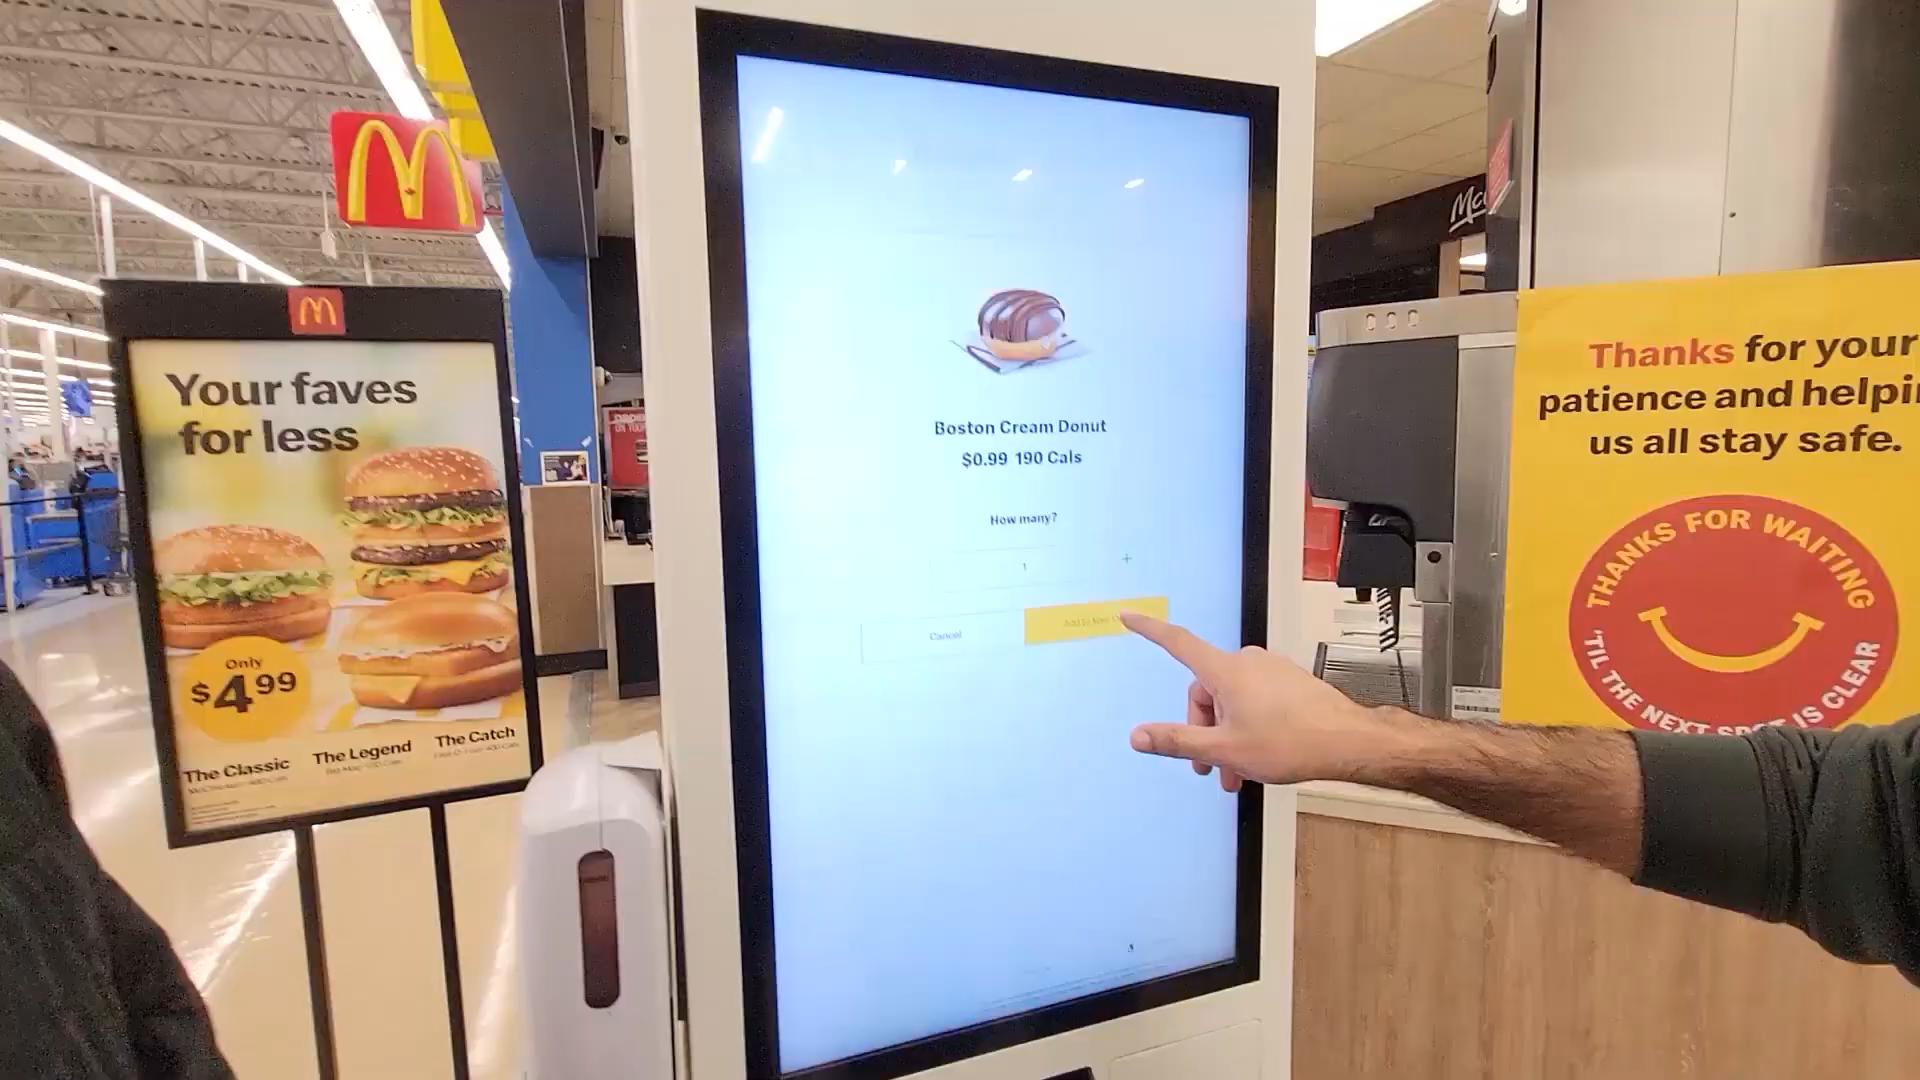 Your faves
for less
Only
$4.99
The Classic
The Legend
The Catch
Boston Cream Donut
$0.99 190 Cals
How many?
1
+
Cancel
Thanks for your
patience and
us all stay safe.
THANKS FOR WAITING
'TIL THE NEXT SPOT IS CLEAR